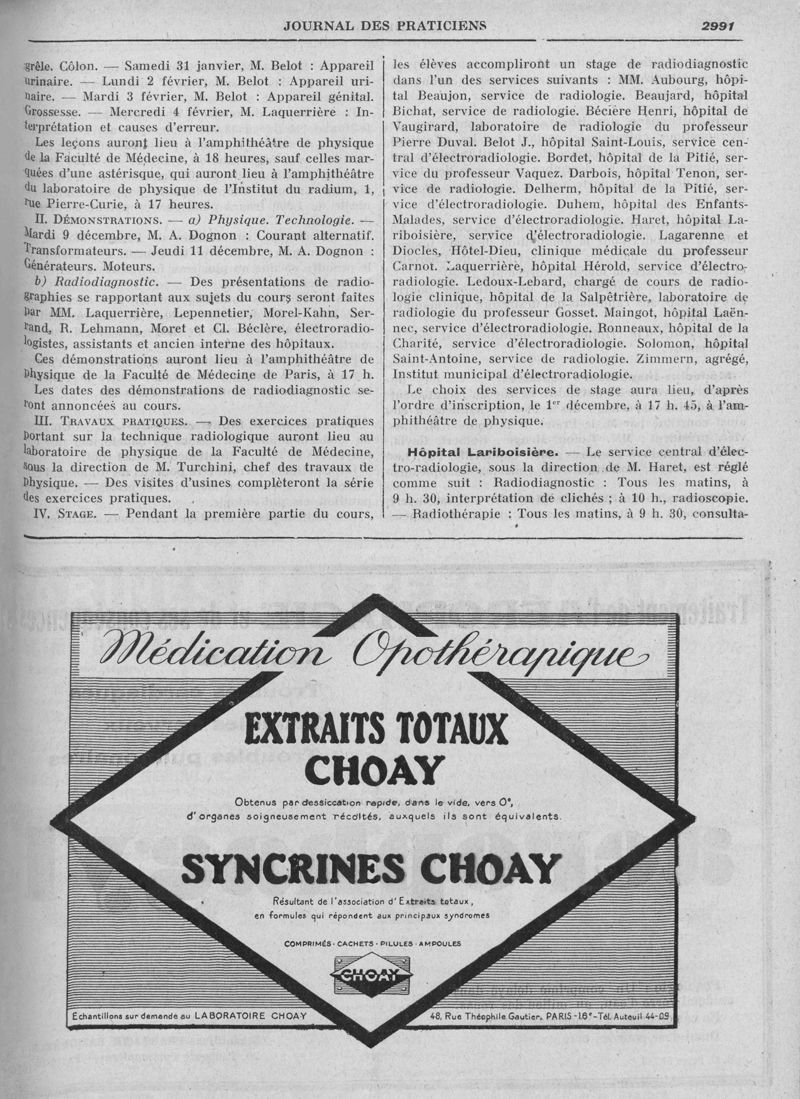 JOURNAL DES PRATICIENS
2991
grêle. Côlon. — Samedi 31 janvier, M. Belot : Appareil
urinaire. — Lundi 2 février, M. Belot : Appareil uri-
naire. — Mardi 3 février, M. Belot : Appareil génital.
Grossesse. — Mercredi 4 février, M. Laquerrière : In-
terprétation et causes d'erreur.
Les leçons auront lieu à l'amphithéâtre de physique
de la Faculté de Médecine, à 18 heures, sauf celles mar-
quées d'une astérisque, qui auront lieu à l'amphithéâtre
du laboratoire de physique de l'Institut du radium, 1,
rue Pierre-Curie, à 17 heures.
II. DÉMONSTRATIONS. — a) Physique. Technologie. —
Mardi 9 décembre, M. A. Dognon : Courant alternatif.
Transformateurs. — Jeudi 11 décembre, M. A. Dognon :
Générateurs. Moteurs.
b) Radiodiagnostic. — Des présentations de radio-
graphies se rapportant aux sujets du cours seront faites
par MM. Laquerrière, Lepennetier, Morel-Kahn, Ser-
rand, R. Lehmann, Moret et Cl. Béclère, électroradio-
logistes, assistants et ancien interne des hôpitaux.
Ces démonstrations auront lieu à l'amphithéâtre de
physique de la Faculté de Médecine de Paris, à 17 h.
Les dates des démonstrations de radiodiagnostic se-
ront annoncées au cours.
III. TRAVAUX PRATIQUES. — Des exercices pratiques
portant sur la technique radiologique auront lieu au
laboratoire de physique de la Faculté de Médecine,
sous la direction de M. Turchini, chef des travaux de
physique. — Des visites d'usines complèteront la série
des exercices pratiques.
IV. STAGE. — Pendant la première partie du cours,
les élèves accompliront un stage de radiodiagnostic
dans l'un des services suivants : MM. Aubourg, hôpi-
tal Beaujon, service de radiologie. Beaujard, hôpital
Bichat, service de radiologie. Béclère Henri, hôpital de
Vaugirard, laboratoire de radiologie du professeur
Pierre Duval. Belot J., hôpital Saint-Louis, service cen-
tral d'électroradiologie. Bordet, hôpital de la Pitié, ser-
vice du professeur Vaquez. Darbois, hôpital Tenon, ser-
vice de radiologie. Delherm, hôpital de la Pitié, ser-
vice d'électroradiologie. Duhem, hôpital des Enfants-
Malades, service d'électroradiologie. Haret, hôpital La-
riboisière, service d'électroradiologie. Lagarenne et
Diocles, Hôtel-Dieu, clinique médicale du professeur
Carnot. Laquerrière, hôpital Hérold, service d'électro-
radiologie. Ledoux-Lebard, chargé de cours de radio-
logie clinique, hôpital de la Salpêtrière, laboratoire de
radiologie du professeur Gosset. Maingot, hôpital Laën-
nec, service d'électroradiologie. Ronneaux, hôpital de la
Charité, service d'électroradiologie. Solomon, hôpital
Saint-Antoine, service de radiologie. Zimmern, agrégé,
Institut municipal d'électroradiologie.
Le choix des services de stage aura lieu, d'après
l'ordre d'inscription, le 1er décembre, à 17 h. 45, à l'am-
phithéâtre de physique.
Hôpital Lariboisière. — Le service central d'élec-
tro-radiologie, sous la direction de M. Haret, est réglé
comme suit : Radiodiagnostic : Tous les matins, à
9 h. 30, interprétation de clichés ; à 10 h., radioscopie.
— Radiothérapie : Tous les matins, à 9 h. 30, consulta-
Médication Opothérapique
EXTRAITS TOTAUX
CHOAY
Obtenus par dessiccation rapide, dans le vide, vers 0°,
d'organes soigneusement récoltés, auxquels ils sont équivalents.
SYNCRINES CHOAY
Résultant de l'association d'Extraits totaux,
en formules qui répondent aux principaux syndromes
COMPRIMÉS - CACHETS - PILULES - AMPOULES
CHOAY
Echantillons sur demande au LABORATOIRE CHOAY
48, Rue Théophile Gautier, PARIS -16e -Tél. Auteuil 44-09